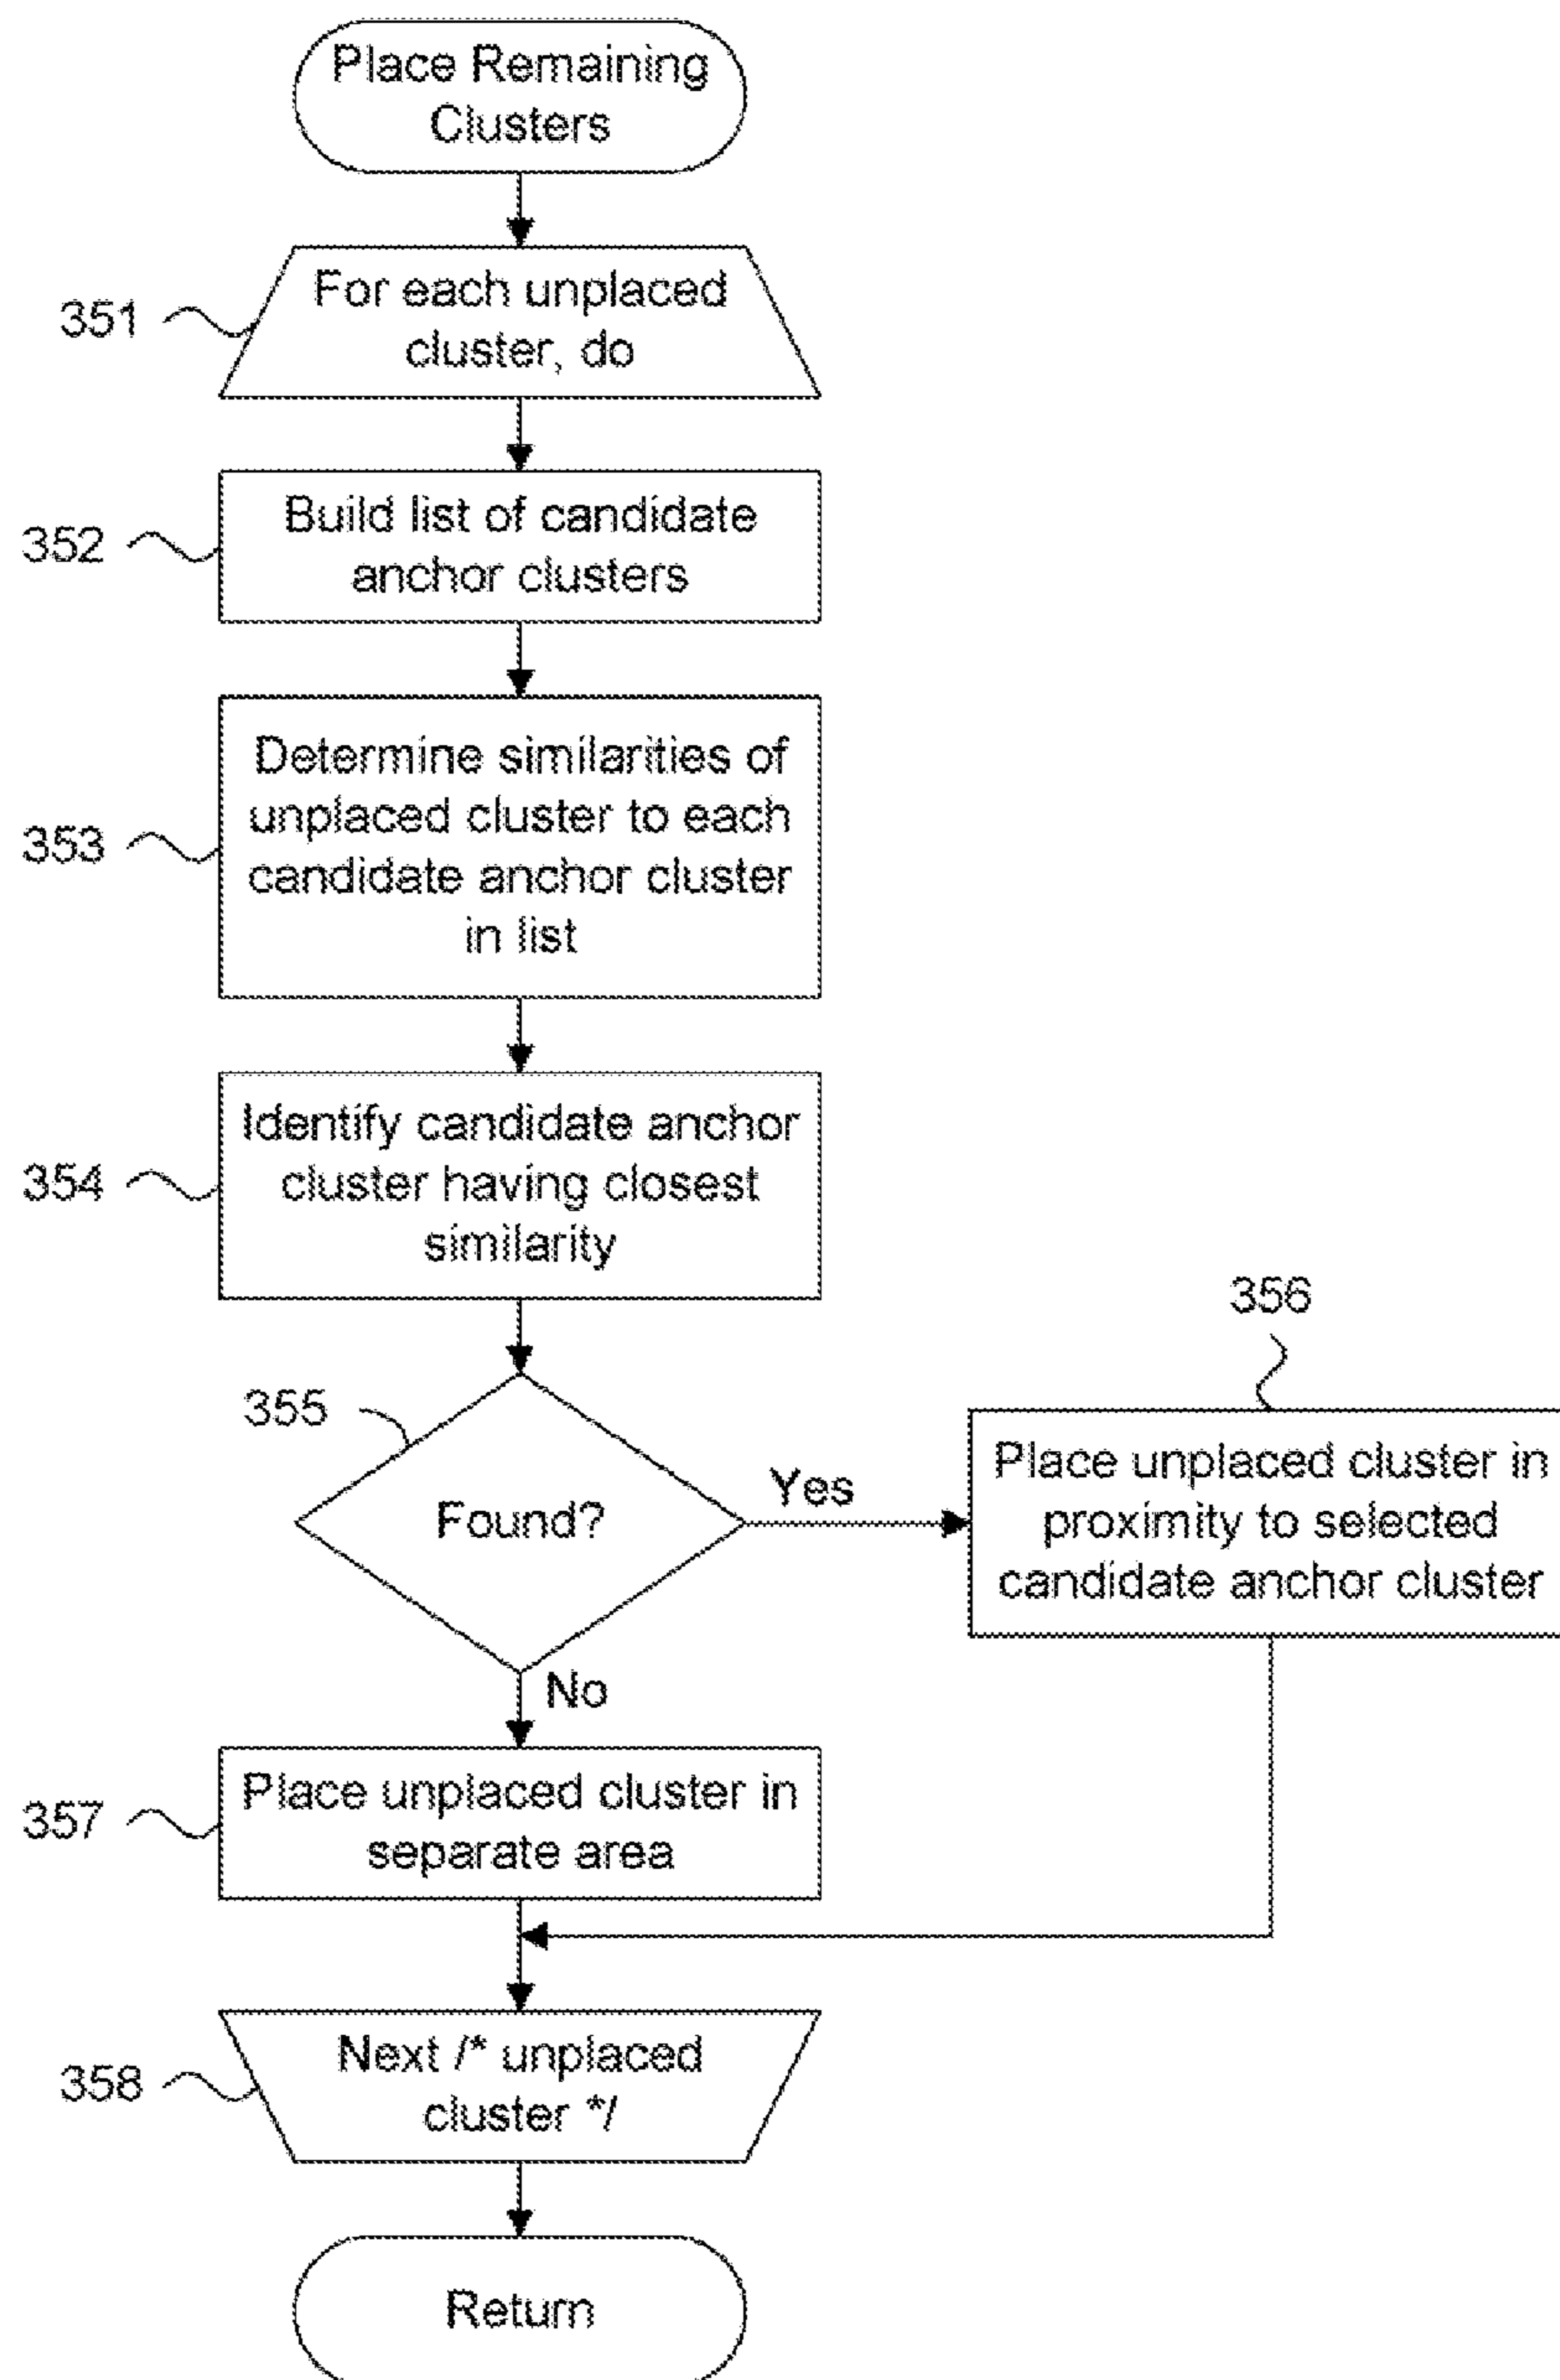 Place Remaining
Clusters
351
For each unplaced
cluster, do
352
Build list of candidate
anchor clusters
353
Determine similarities of
unplaced cluster to each
candidate anchor cluster
in list
354
Identify candidate anchor
cluster having closest
similarity
355
Found?
Yes
356
Place unplaced cluster in
proximity to selected
candidate anchor cluster
No
357
Place unplaced cluster in
separate area
358
Next /* unplaced
cluster */
Return